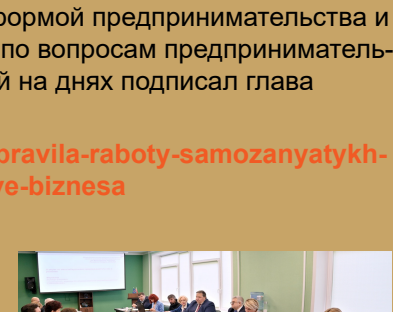 формой предпринимательства и
по вопросам предприниматель-
й на днях подписал глава
pravila-raboty-samozanyatykh-
ve-biznesa